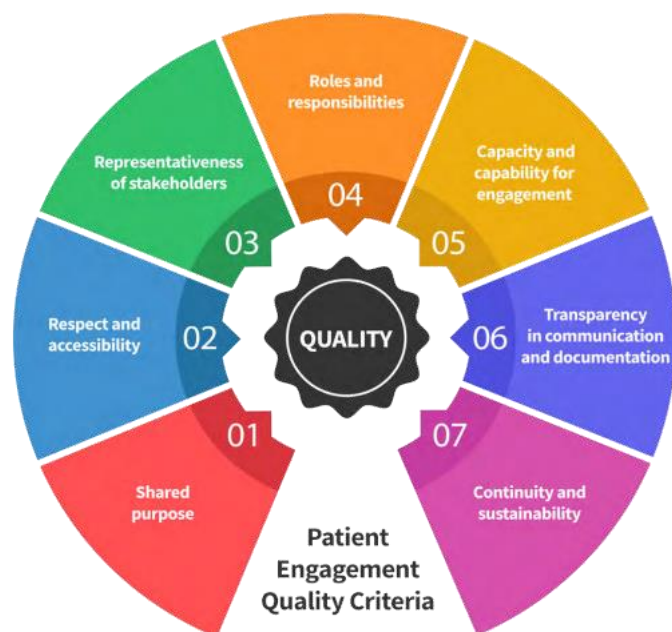 01
Shared
purpose
02
Respect and
accessibility
03
Representativeness
of stakeholders
04
Roles and
responsibilities
05
Capacity and
capability for
engagement
06
Transparency
in communication
and documentation
07
Continuity and
sustainability
QUALITY
Patient
Engagement
Quality Criteria